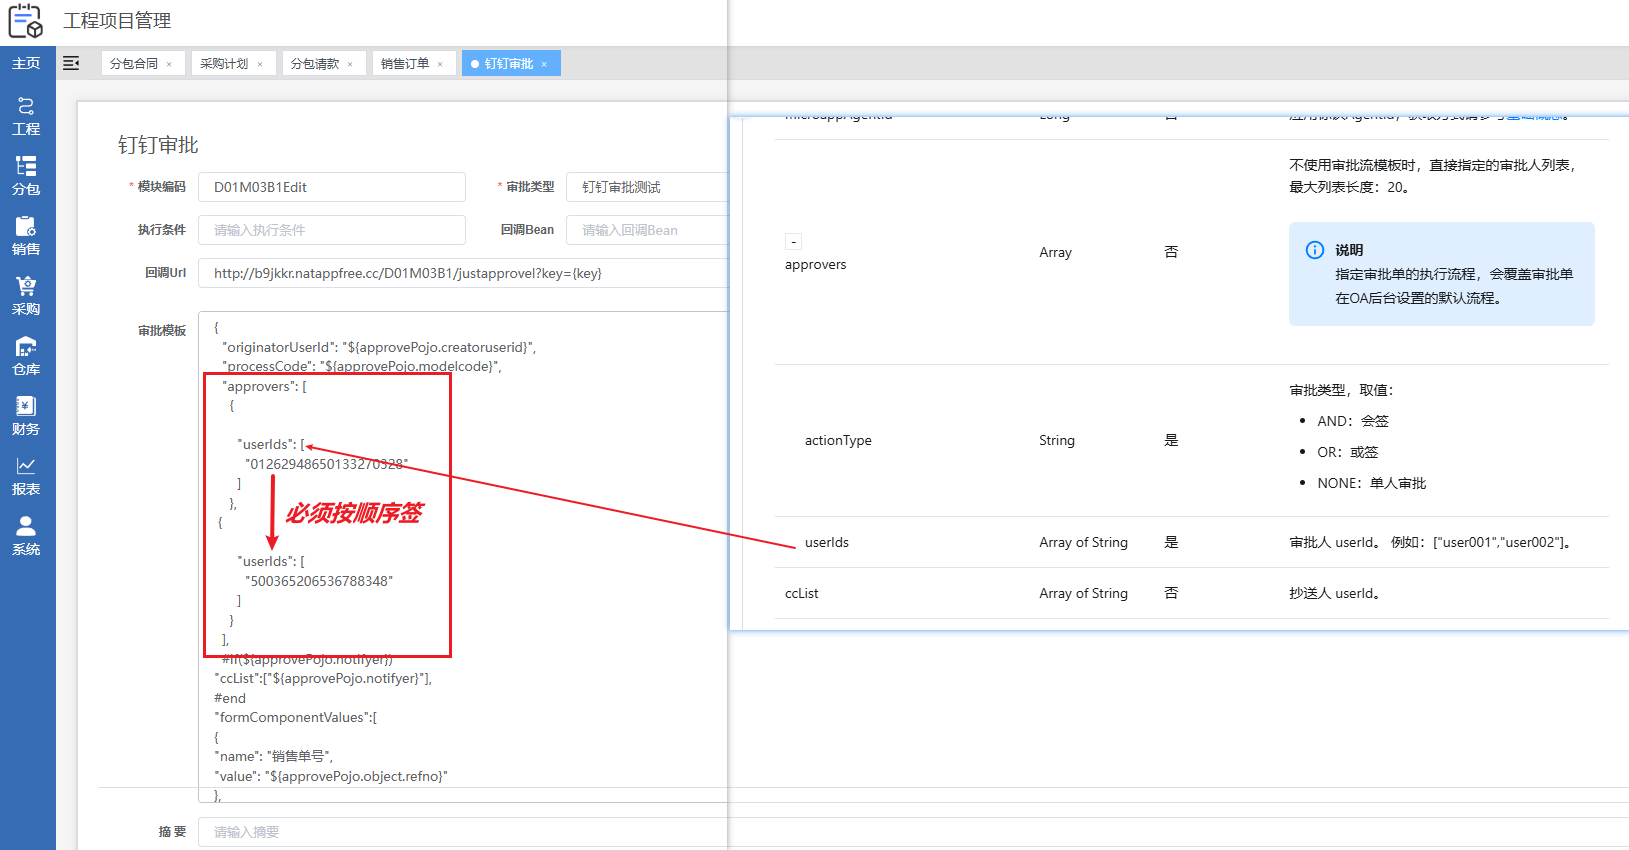 工程项目管理
主页
工程
分包
销售
采购
仓库
财务
报表
系统
分包合同 ×
采购计划 ×
分包请款 ×
销售订单 ×
钉钉审批 ×
钉钉审批
* 模块编码 D01M03B1Edit
* 审批类型 钉钉审批测试
执行条件 请输入执行条件
回调Bean 请输入回调Bean
回调Url http://b9jkkr.natappfree.cc/D01M03B1/justapprovel?key={key}
审批模板
{
"originatorUserId": "${approvePojo.creatoruserid}",
"processCode": "${approvePojo.modelcode}",
"approvers": [
{
"userIds": [
"01262948650133270328"
]
},
{
"userIds": [
"500365206536788348"
]
}
],
#if(${approvePojo.notifyer})
"ccList":["${approvePojo.notifyer}"],
#end
"formComponentValues":[
{
"name": "销售单号",
"value": "${approvePojo.object.refno}"
},
必须按顺序签
摘 要 请输入摘要
microappAgentId Long 否
不使用审批流模板时，直接指定的审批人列表，
最大列表长度：20。
-
approvers Array 否
说明
指定审批单的执行流程，会覆盖审批单
在OA后台设置的默认流程。
审批类型，取值：
actionType String 是
• AND：会签
• OR：或签
• NONE：单人审批
userIds Array of String 是 审批人 userId。 例如：["user001","user002"]。
ccList Array of String 否 抄送人 userId。